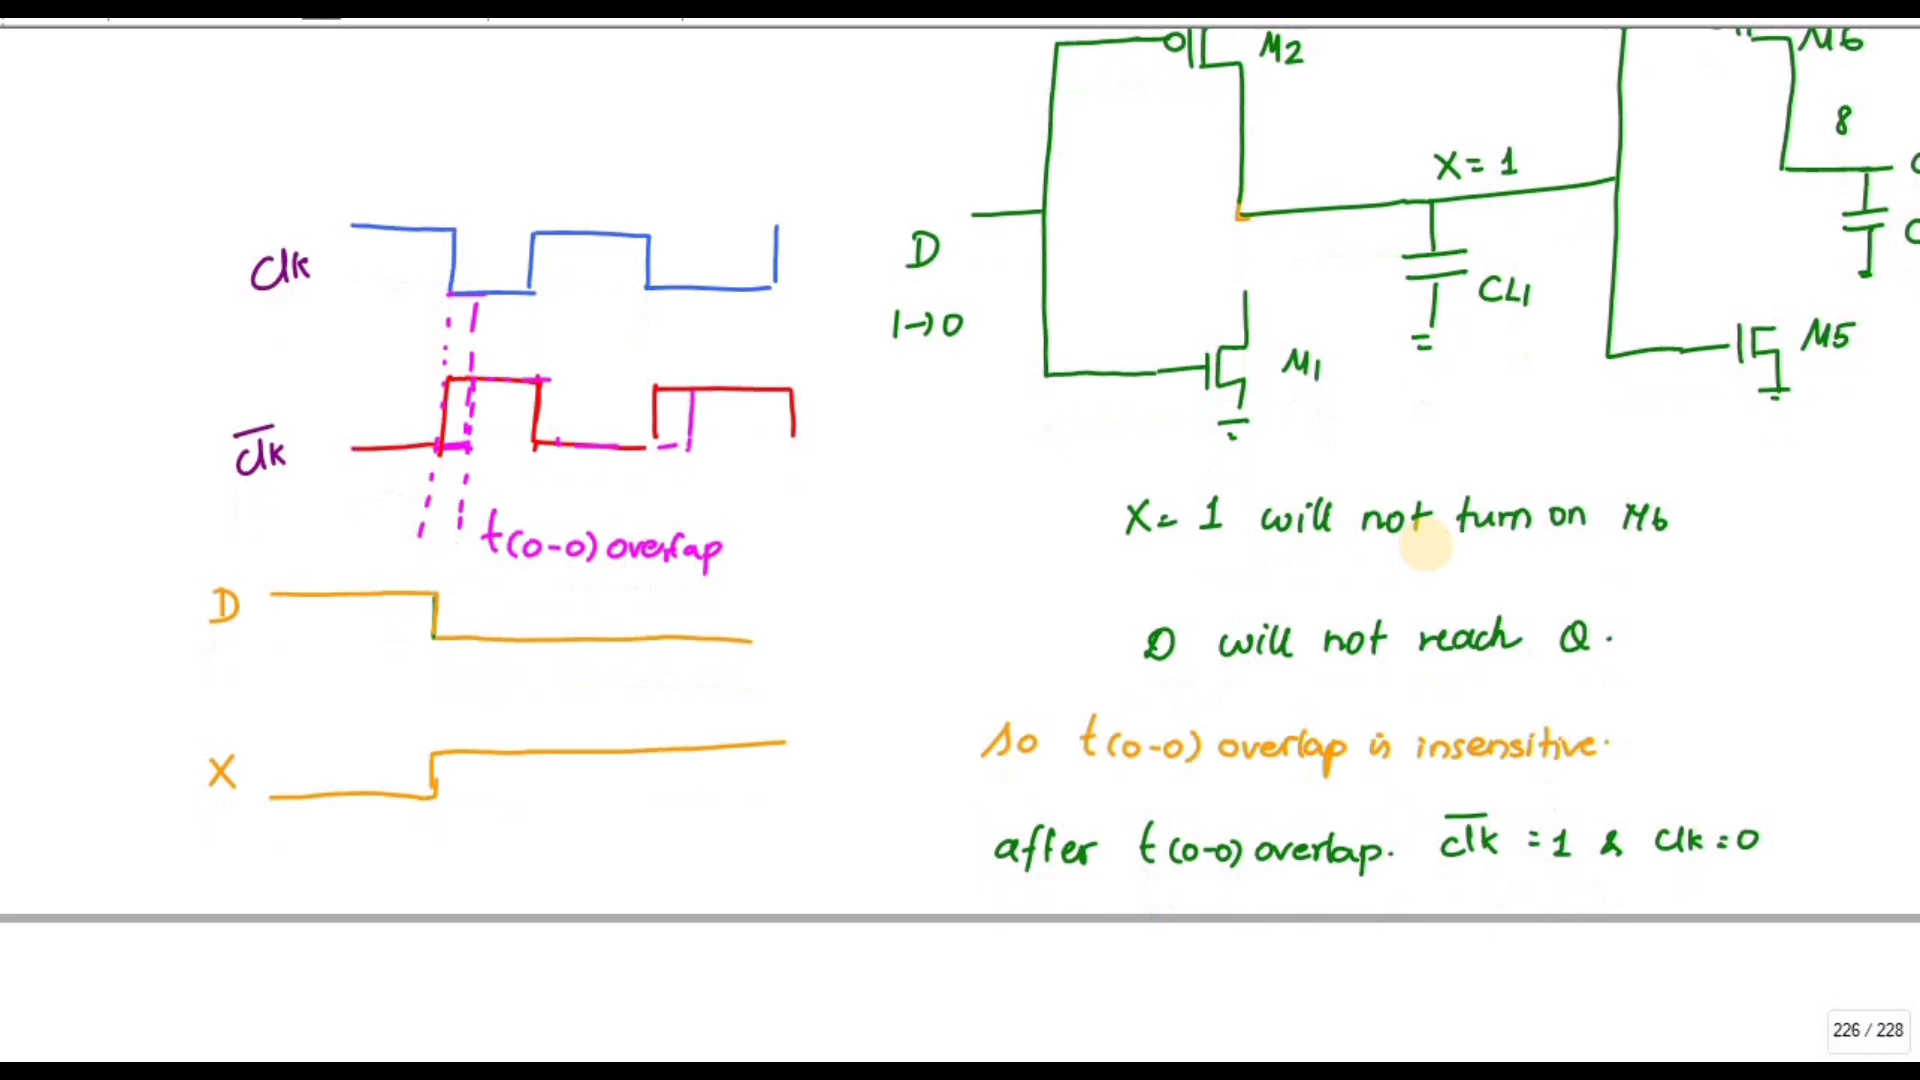 M2
M6
8
X= 1
Clk
D
CL1
1→0
M5
M1
clk
X= 1 will not turn on M6
t(0-0) overlap
D
D will not reach Q.
so t(0-0) overlap is insensitive.
X
after t(0-0) overlap. clk =1 & clk=0
226 / 228